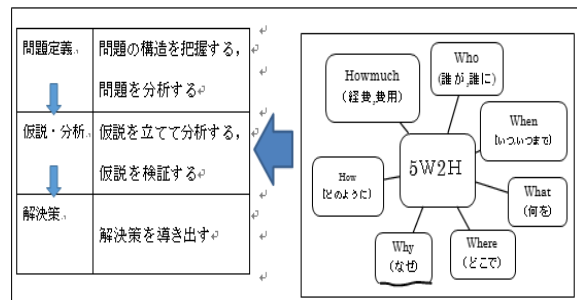 問題定義
問題の構造を把握する,
問題を分析する
仮説・分析
仮説を立てて分析する,
仮説を検証する
解決策
解決策を導き出す
Howmuch
(経費,費用)
Who
(誰が,誰に)
When
(いつ,いつまで)
5W2H
How
(どのように)
What
(何を)
Why
(なぜ)
Where
(どこで)